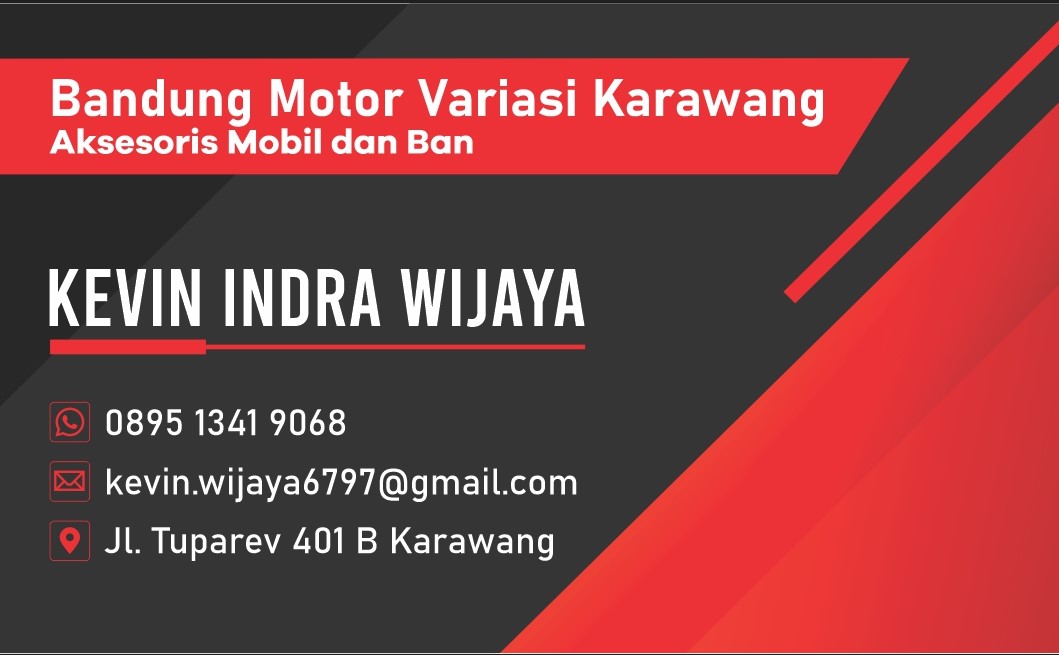 Bandung Motor Variasi Karawang
Aksesoris Mobil dan Ban
KEVIN INDRA WIJAYA
0895 1341 9068
kevin.wijaya6797@gmail.com
Jl. Tuparev 401 B Karawang